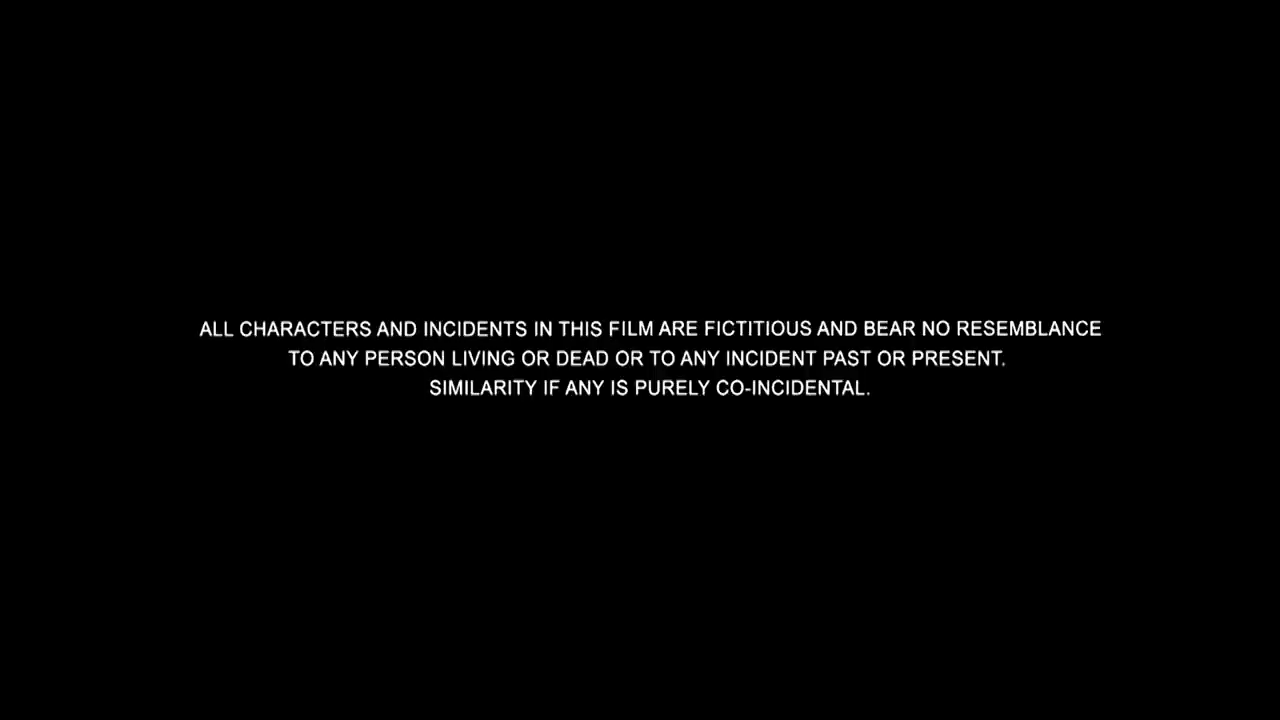 ALL CHARACTERS AND INCIDENTS IN THIS FILM ARE FICTITIOUS AND BEAR NO RESEMBLANCE
TO ANY PERSON LIVING OR DEAD OR TO ANY INCIDENT PAST OR PRESENT.
SIMILARITY IF ANY IS PURELY CO-INCIDENTAL.